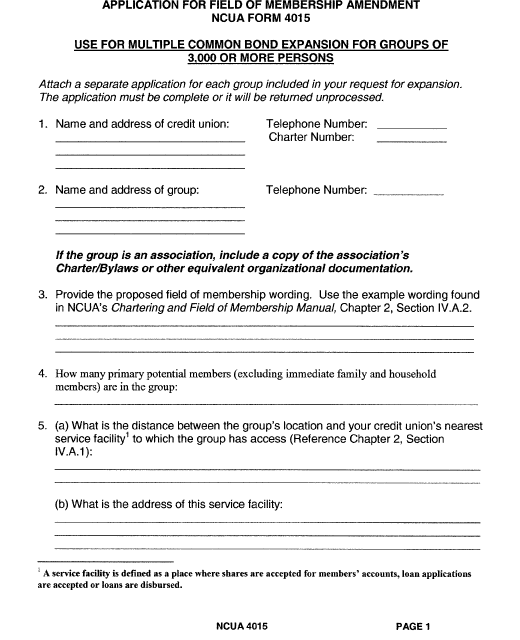 APPLICATION FOR FIELD OF MEMBERSHIP AMENDMENT
NCUA FORM 4015
USE FOR MULTIPLE COMMON BOND EXPANSION FOR GROUPS OF
3,000 OR MORE PERSONS
Attach a separate application for each group included in your request for expansion.
The application must be complete or it will be returned unprocessed.
1. Name and address of credit union: Telephone Number:
Charter Number:
2. Name and address of group: Telephone Number:
If the group is an association, include a copy of the association's
Charter/Bylaws or other equivalent organizational documentation.
3. Provide the proposed field of membership wording. Use the example wording found
in NCUA's Chartering and Field of Membership Manual, Chapter 2, Section IV.A.2.
4. How many primary potential members (excluding immediate family and household
members) are in the group:
5. (a) What is the distance between the group's location and your credit union's nearest
service facility¹ to which the group has access (Reference Chapter 2, Section
IV.A.1):
(b) What is the address of this service facility:
¹ A service facility is defined as a place where shares are accepted for members' accounts, loan applications
are accepted or loans are disbursed.
NCUA 4015 PAGE 1